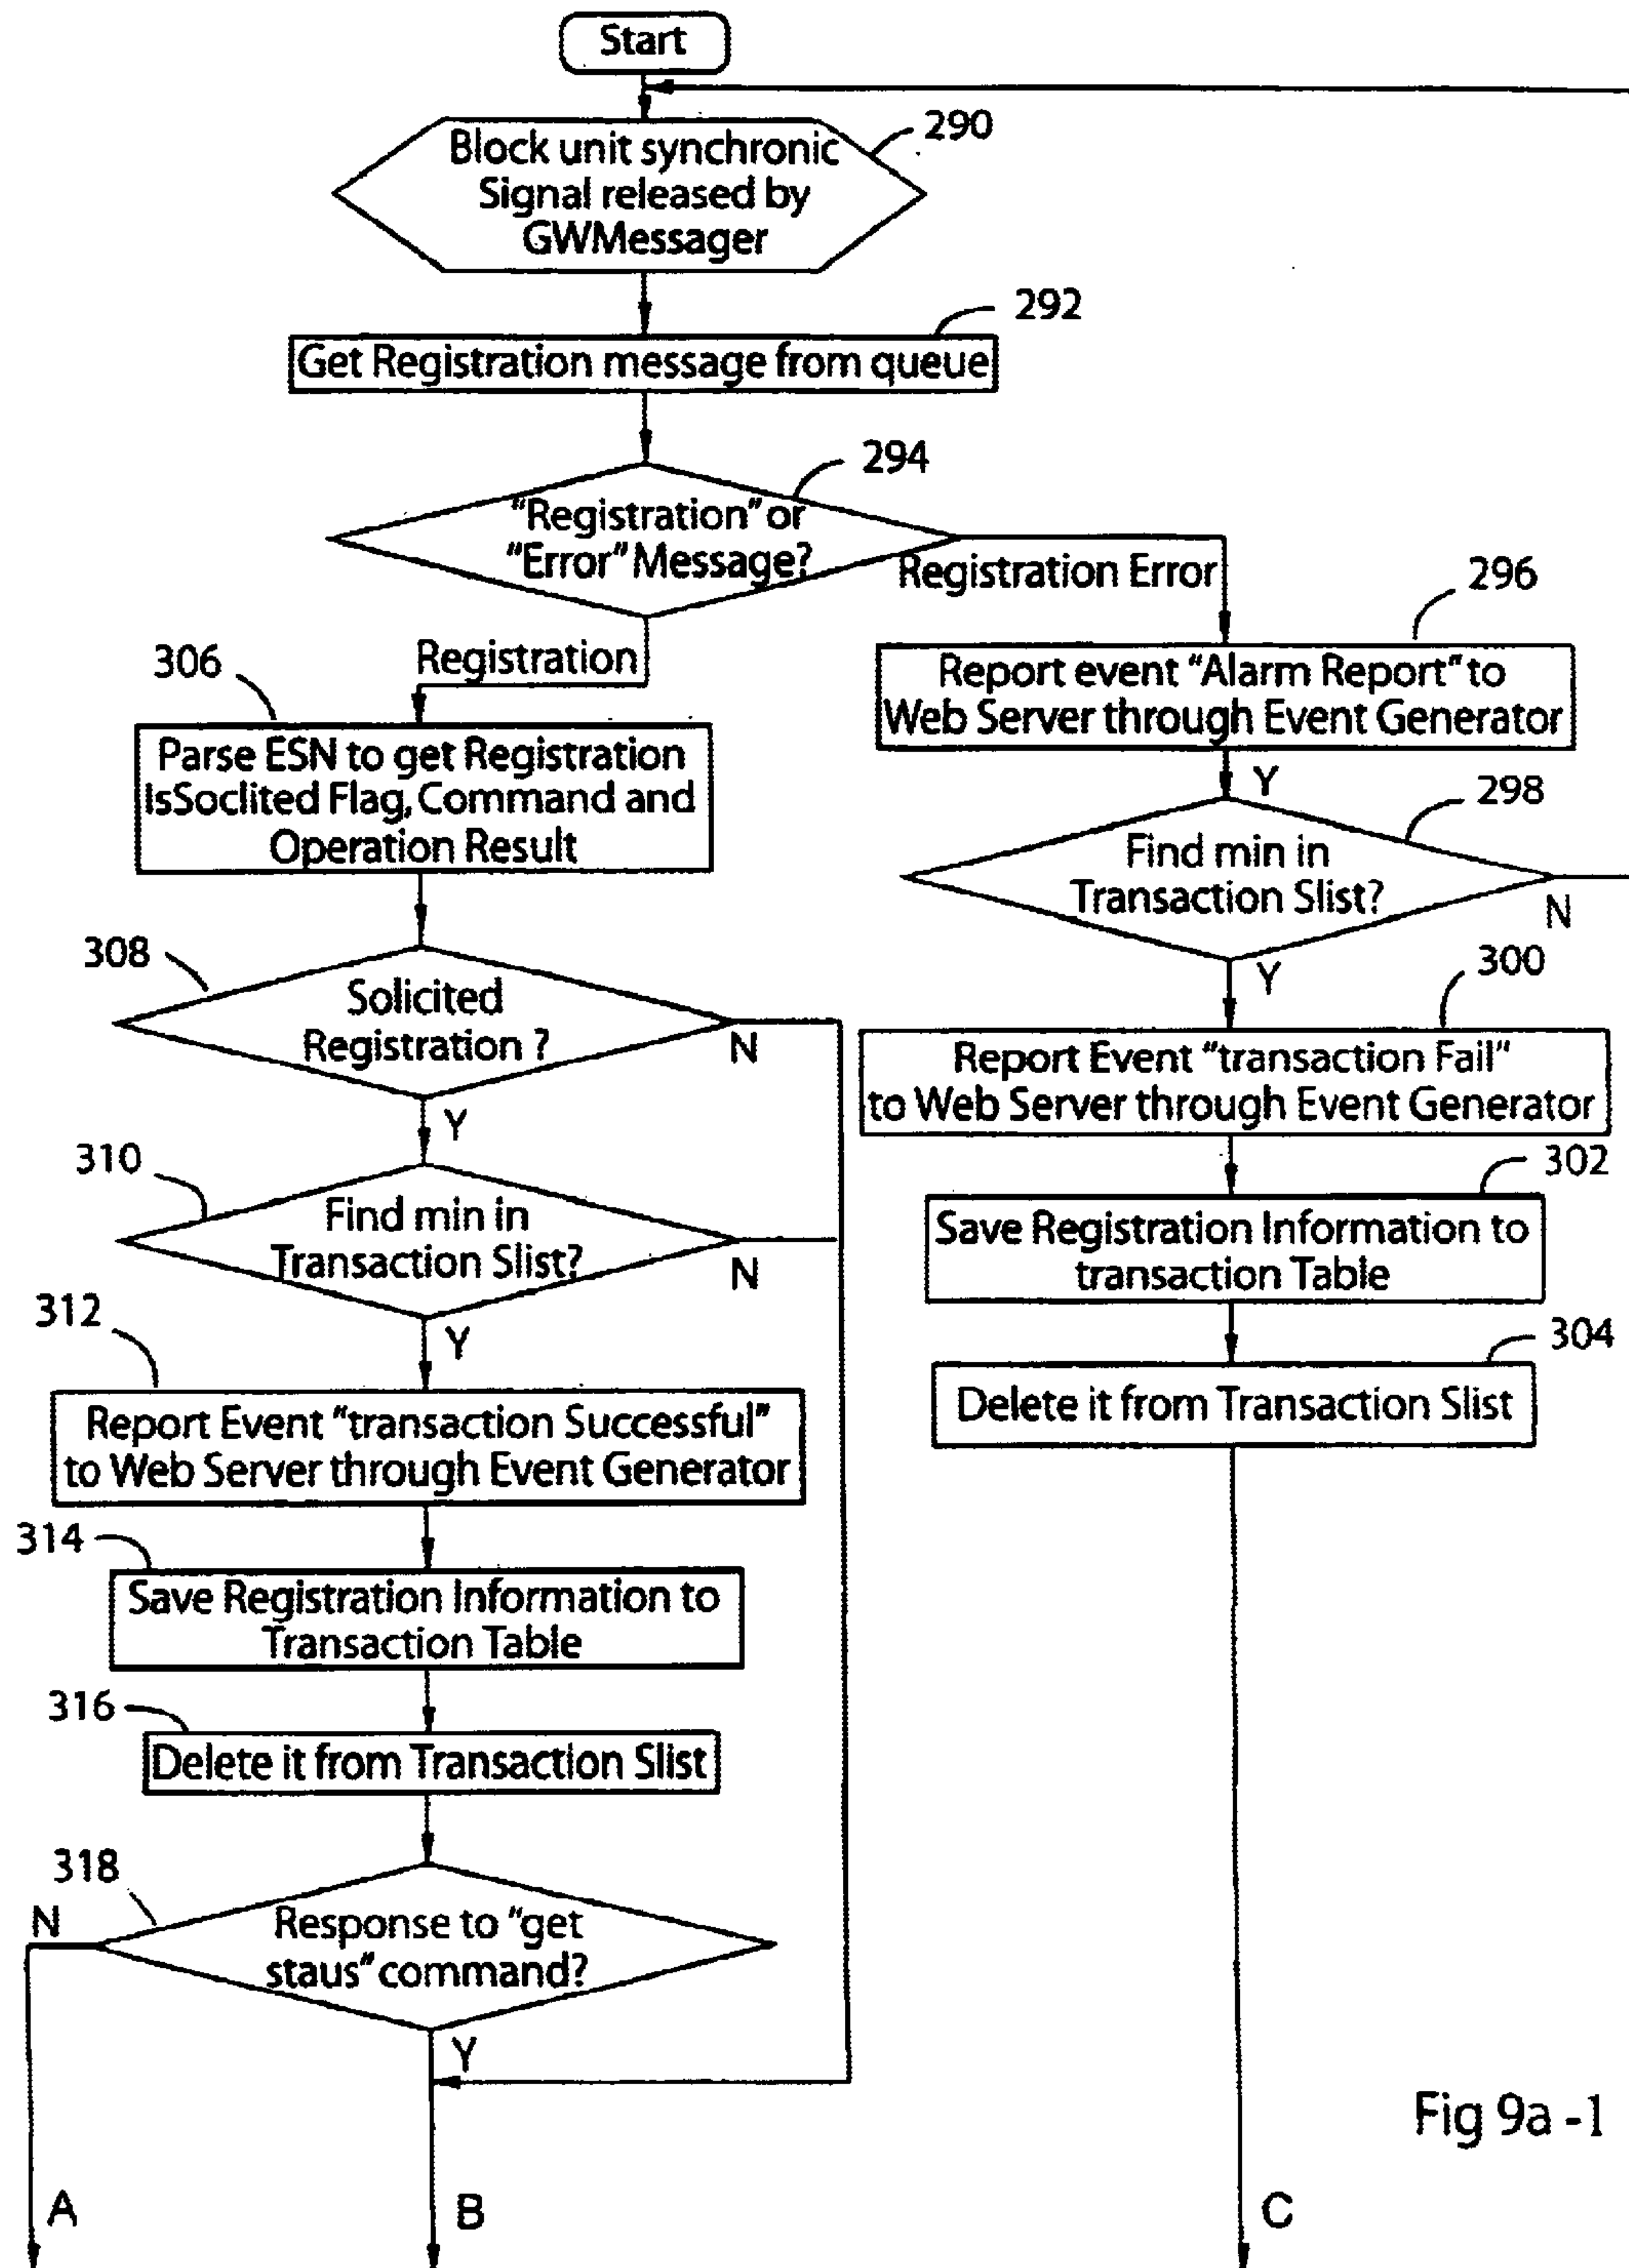 Start
290
Block unit synchronic
Signal released by
GWMessager
292
Get Registration message from queue
294
"Registration" or
"Error" Message?
Registration Error
296
Report event "Alarm Report" to
Web Server through Event Generator
Y
298
Find min in
Transaction Slist?
N
Y
300
Report Event "transaction Fail"
to Web Server through Event Generator
302
Save Registration Information to
transaction Table
304
Delete it from Transaction Slist
Registration
306
Parse ESN to get Registration
IsSoclited Flag, Command and
Operation Result
308
Solicited
Registration ?
N
Y
310
Find min in
Transaction Slist?
N
Y
312
Report Event "transaction Successful"
to Web Server through Event Generator
314
Save Registration Information to
Transaction Table
316
Delete it from Transaction Slist
318
Response to "get
staus" command?
N
Y
A
B
C
Fig 9a -1